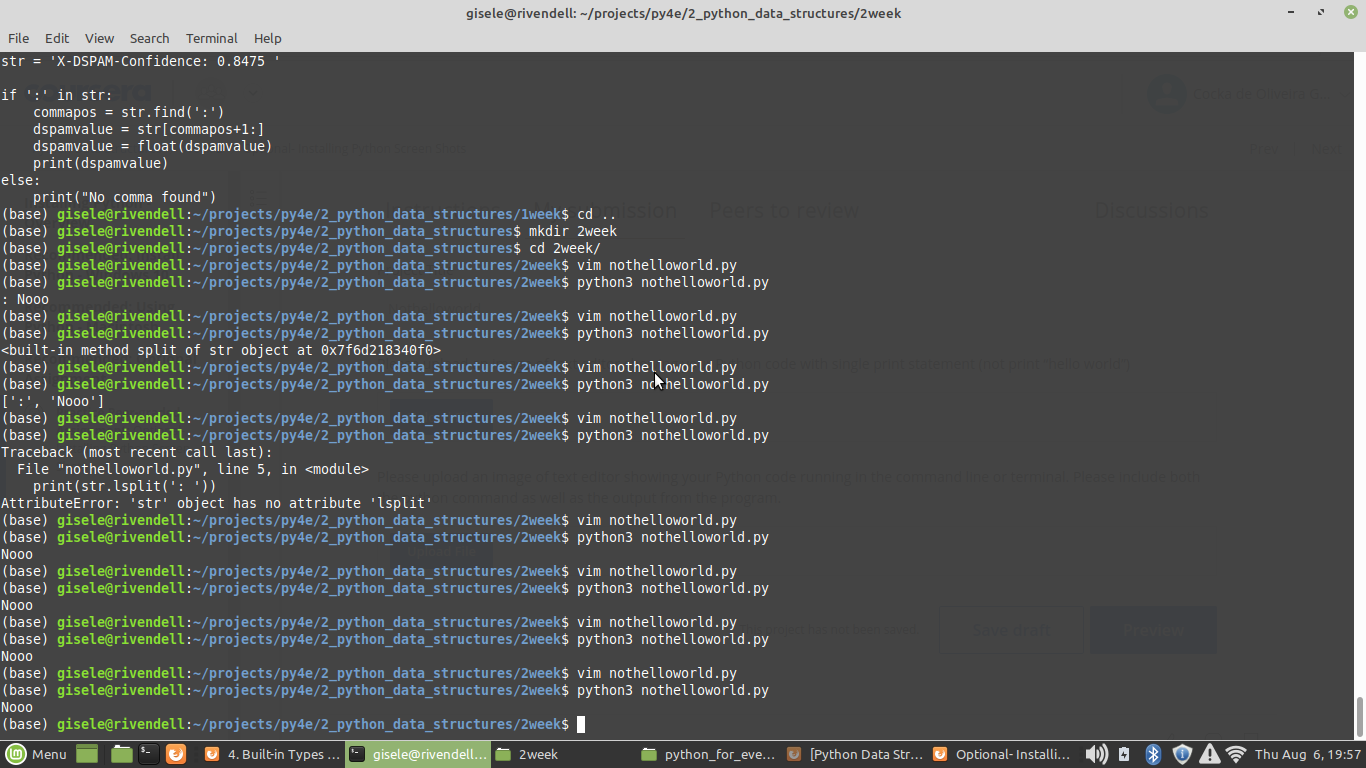 gisele@rivendell: ~/projects/py4e/2_python_data_structures/2week
File Edit View Search Terminal Help
str = 'X-DSPAM-Confidence: 0.8475 '
if ':' in str:
    commapos = str.find(':')
    dspamvalue = str[commapos+1:]
    dspamvalue = float(dspamvalue)
    print(dspamvalue)
else:
    print("No comma found")
(base) gisele@rivendell:~/projects/py4e/2_python_data_structures/1week$ cd ..
(base) gisele@rivendell:~/projects/py4e/2_python_data_structures$ mkdir 2week
(base) gisele@rivendell:~/projects/py4e/2_python_data_structures$ cd 2week/
(base) gisele@rivendell:~/projects/py4e/2_python_data_structures/2week$ vim nothelloworld.py
(base) gisele@rivendell:~/projects/py4e/2_python_data_structures/2week$ python3 nothelloworld.py
: Nooo
(base) gisele@rivendell:~/projects/py4e/2_python_data_structures/2week$ vim nothelloworld.py
(base) gisele@rivendell:~/projects/py4e/2_python_data_structures/2week$ python3 nothelloworld.py
<built-in method split of str object at 0x7f6d218340f0>
(base) gisele@rivendell:~/projects/py4e/2_python_data_structures/2week$ vim nothelloworld.py
(base) gisele@rivendell:~/projects/py4e/2_python_data_structures/2week$ python3 nothelloworld.py
[':', 'Nooo']
(base) gisele@rivendell:~/projects/py4e/2_python_data_structures/2week$ vim nothelloworld.py
(base) gisele@rivendell:~/projects/py4e/2_python_data_structures/2week$ python3 nothelloworld.py
Traceback (most recent call last):
  File "nothelloworld.py", line 5, in <module>
    print(str.lsplit(': '))
AttributeError: 'str' object has no attribute 'lsplit'
(base) gisele@rivendell:~/projects/py4e/2_python_data_structures/2week$ vim nothelloworld.py
(base) gisele@rivendell:~/projects/py4e/2_python_data_structures/2week$ python3 nothelloworld.py
Nooo
(base) gisele@rivendell:~/projects/py4e/2_python_data_structures/2week$ vim nothelloworld.py
(base) gisele@rivendell:~/projects/py4e/2_python_data_structures/2week$ python3 nothelloworld.py
Nooo
(base) gisele@rivendell:~/projects/py4e/2_python_data_structures/2week$ vim nothelloworld.py
(base) gisele@rivendell:~/projects/py4e/2_python_data_structures/2week$ python3 nothelloworld.py
Nooo
(base) gisele@rivendell:~/projects/py4e/2_python_data_structures/2week$ vim nothelloworld.py
(base) gisele@rivendell:~/projects/py4e/2_python_data_structures/2week$ python3 nothelloworld.py
Nooo
(base) gisele@rivendell:~/projects/py4e/2_python_data_structures/2week$
Peers to review
Discussions
Save draft
Preview
Menu 4. Built-in Types ... gisele@rivendell... 2week python_for_eve... [Python Data Str... Optional- Installi... Thu Aug 6, 19:57